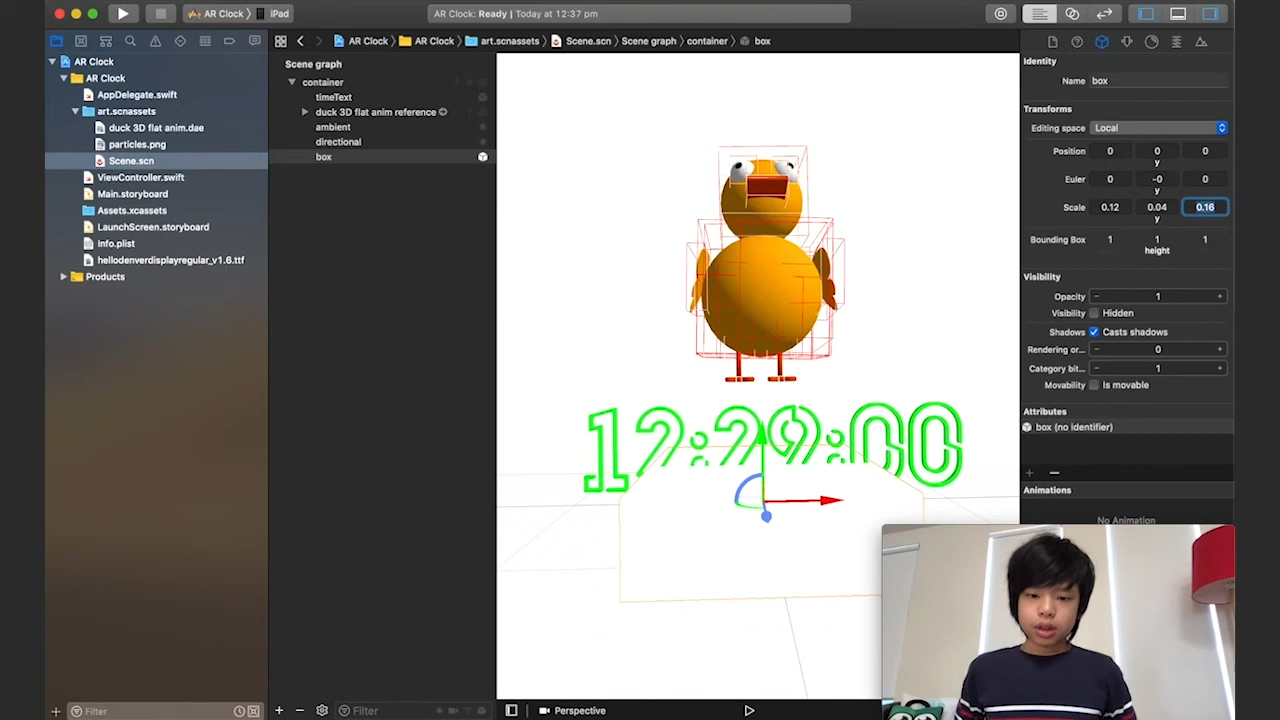 AR Clock
iPad
AR Clock: Ready | Today at 12:37 pm
AR Clock
AR Clock
art.scnassets
Scene.scn
Scene graph
container
box
AR Clock
AR Clock
AppDelegate.swift
art.scnassets
duck 3D flat anim.dae
particles.png
Scene.scn
ViewController.swift
Main.storyboard
Assets.xcassets
LaunchScreen.storyboard
Info.plist
hellodenverdisplayregular_v1.6.ttf
Products
Filter
Scene graph
container
timeText
duck 3D flat anim reference
ambient
directional
box
Filter
12:29:00
Perspective
Identity
Name box
Transforms
Editing space Local
Position 0 0 0
y
Euler 0 -0 0
y
Scale 0.12 0.04 0.16
y
Bounding Box 1 1 1
height
Visibility
Opacity − 1 +
Visibility Hidden
Shadows Casts shadows
Rendering or... − 0 +
Category bit... − 1 +
Movability Is movable
Attributes
box (no identifier)
Animations
No Animation